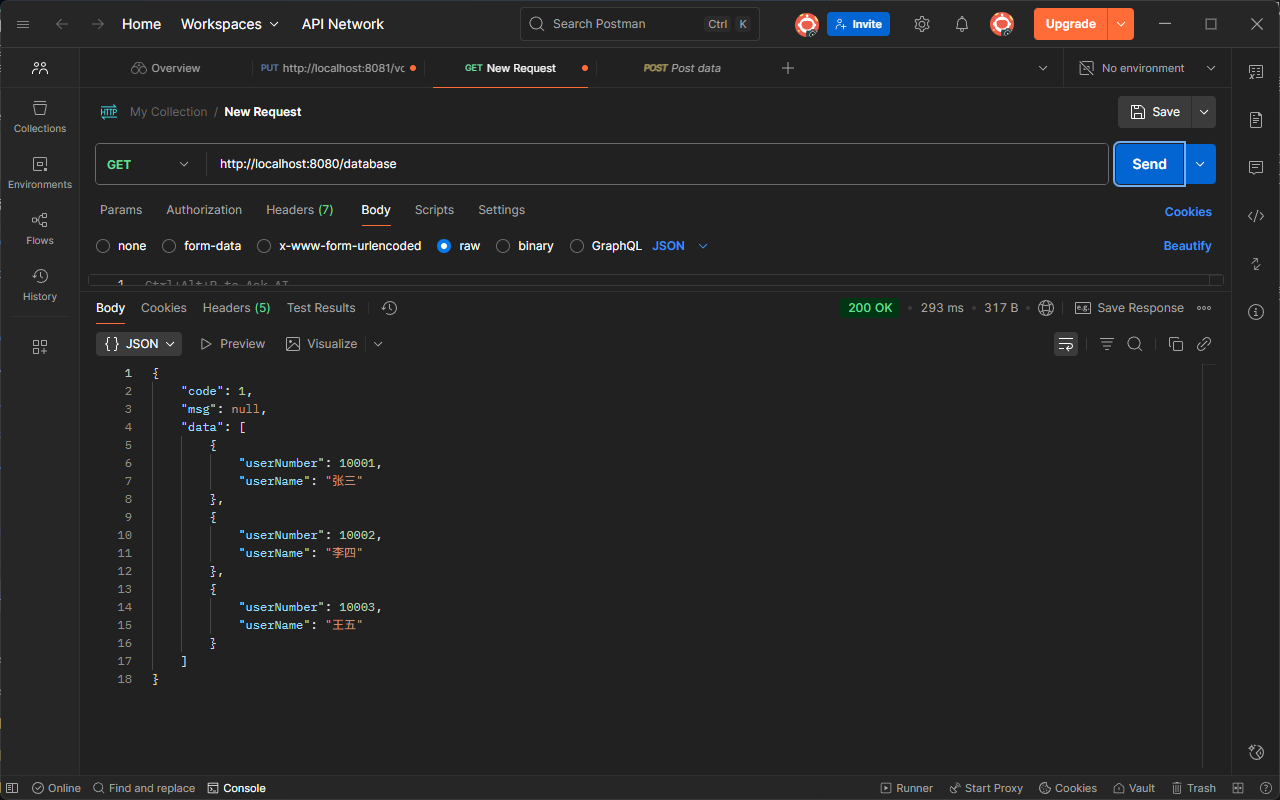 Home Workspaces API Network Search Postman Ctrl K Invite Upgrade
Overview PUT http://localhost:8081/vc GET New Request POST Post data No environment
My Collection / New Request Save
Collections
GET http://localhost:8080/database Send
Environments
Params Authorization Headers (7) Body Scripts Settings Cookies
Flows
none form-data x-www-form-urlencoded raw binary GraphQL JSON Beautify
History
1 Ctrl+Alt+P to Ask AI
Body Cookies Headers (5) Test Results 200 OK 293 ms 317 B e.g. Save Response
{} JSON Preview Visualize
1 {
2 "code": 1,
3 "msg": null,
4 "data": [
5 {
6 "userNumber": 10001,
7 "userName": "张三"
8 },
9 {
10 "userNumber": 10002,
11 "userName": "李四"
12 },
13 {
14 "userNumber": 10003,
15 "userName": "王五"
16 }
17 ]
18 }
Online Find and replace Console Runner Start Proxy Cookies Vault Trash